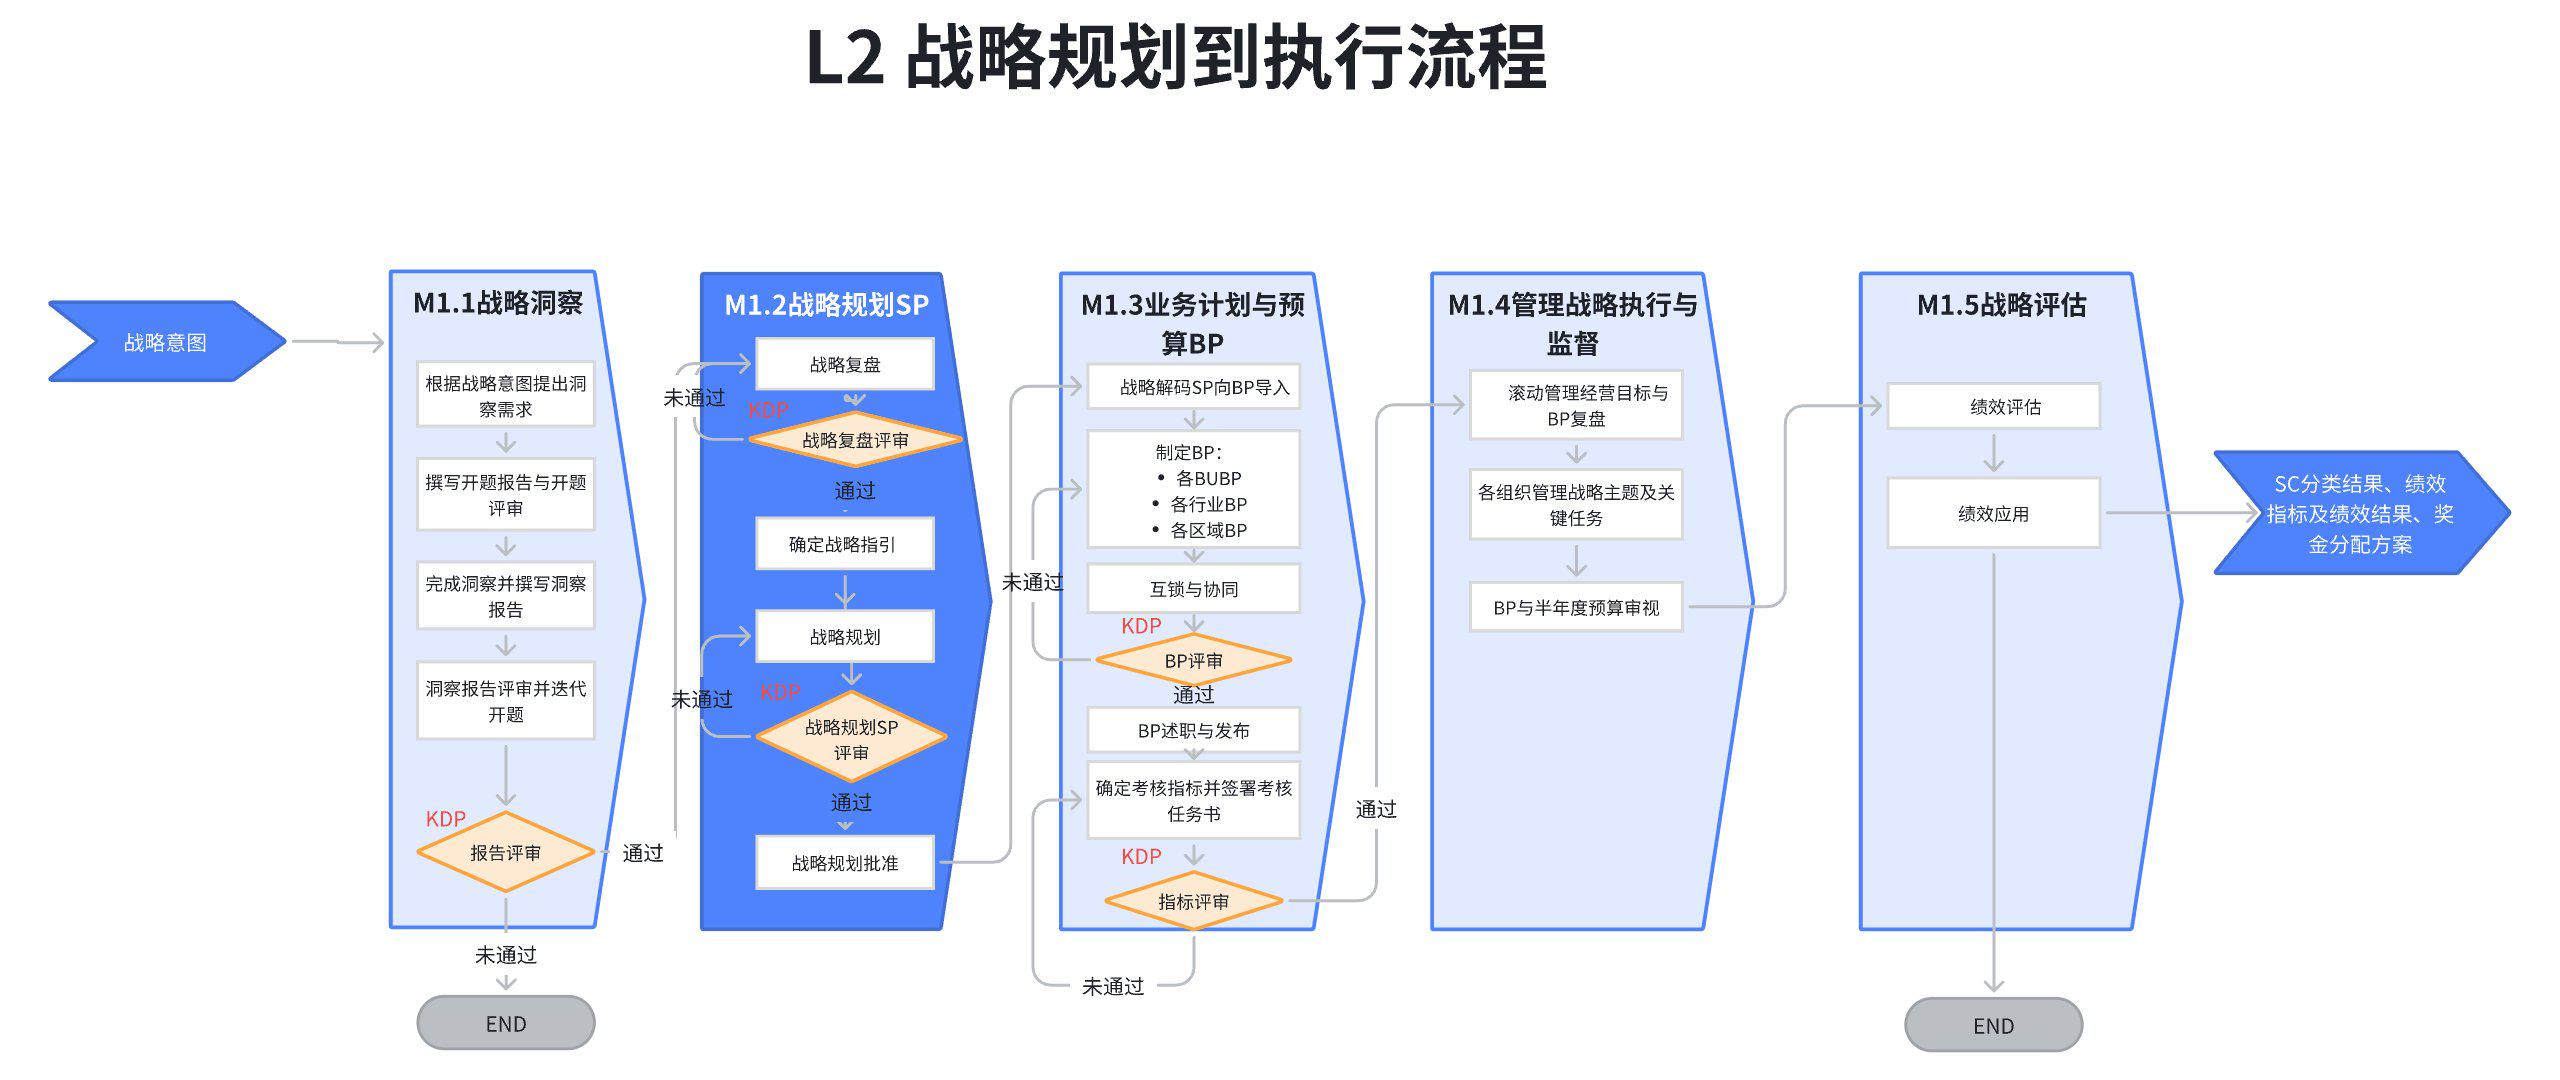 L2 战略规划到执行流程
战略意图
M1.1战略洞察
根据战略意图提出洞
察需求
撰写开题报告与开题
评审
完成洞察并撰写洞察
报告
洞察报告评审并迭代
开题
KDP
报告评审
通过
未通过
END
M1.2战略规划SP
战略复盘
未通过
KDP
战略复盘评审
通过
确定战略指引
战略规划
未通过
KDP
战略规划SP
评审
通过
战略规划批准
M1.3业务计划与预
算BP
战略解码SP向BP导入
制定BP：
• 各BUBP
• 各行业BP
• 各区域BP
未通过
互锁与协同
KDP
BP评审
通过
BP述职与发布
确定考核指标并签署考核
任务书
KDP
指标评审
未通过
通过
M1.4管理战略执行与
监督
滚动管理经营目标与
BP复盘
各组织管理战略主题及关
键任务
BP与半年度预算审视
M1.5战略评估
绩效评估
绩效应用
END
SC分类结果、绩效
指标及绩效结果、奖
金分配方案